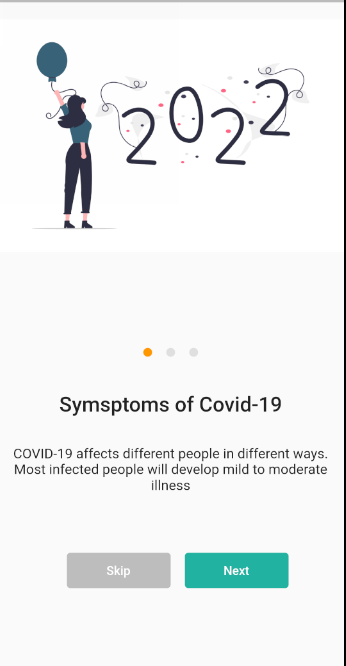 2022
Symsptoms of Covid-19
COVID-19 affects different people in different ways.
Most infected people will develop mild to moderate
illness
Skip
Next